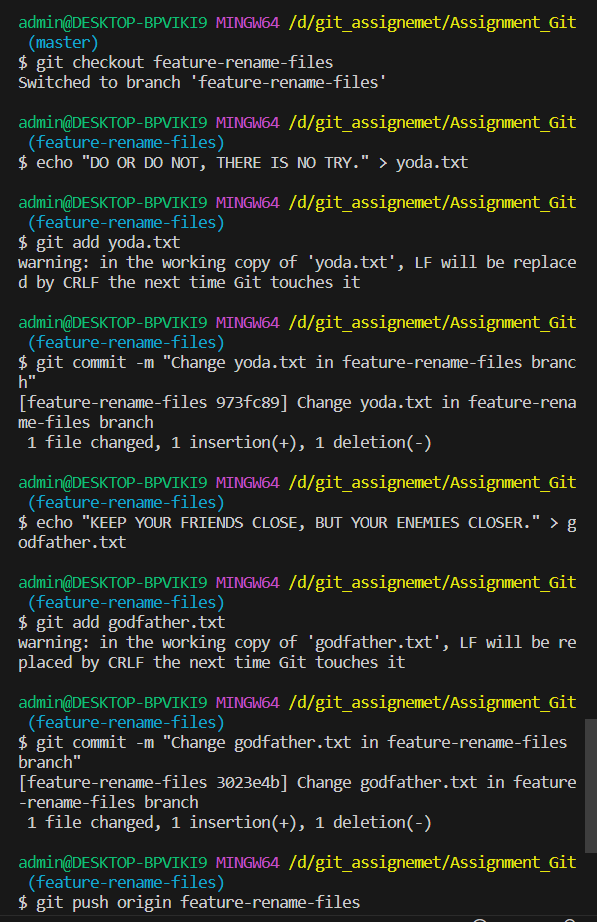 admin@DESKTOP-BPVIKI9 MINGW64 /d/git_assignemet/Assignment_Git
(master)
$ git checkout feature-rename-files
Switched to branch 'feature-rename-files'
admin@DESKTOP-BPVIKI9 MINGW64 /d/git_assignemet/Assignment_Git
(feature-rename-files)
$ echo "DO OR DO NOT, THERE IS NO TRY." > yoda.txt
admin@DESKTOP-BPVIKI9 MINGW64 /d/git_assignemet/Assignment_Git
(feature-rename-files)
$ git add yoda.txt
warning: in the working copy of 'yoda.txt', LF will be replace
d by CRLF the next time Git touches it
admin@DESKTOP-BPVIKI9 MINGW64 /d/git_assignemet/Assignment_Git
(feature-rename-files)
$ git commit -m "Change yoda.txt in feature-rename-files branc
h"
[feature-rename-files 973fc89] Change yoda.txt in feature-rena
me-files branch
1 file changed, 1 insertion(+), 1 deletion(-)
admin@DESKTOP-BPVIKI9 MINGW64 /d/git_assignemet/Assignment_Git
(feature-rename-files)
$ echo "KEEP YOUR FRIENDS CLOSE, BUT YOUR ENEMIES CLOSER." > g
odfather.txt
admin@DESKTOP-BPVIKI9 MINGW64 /d/git_assignemet/Assignment_Git
(feature-rename-files)
$ git add godfather.txt
warning: in the working copy of 'godfather.txt', LF will be re
placed by CRLF the next time Git touches it
admin@DESKTOP-BPVIKI9 MINGW64 /d/git_assignemet/Assignment_Git
(feature-rename-files)
$ git commit -m "Change godfather.txt in feature-rename-files
branch"
[feature-rename-files 3023e4b] Change godfather.txt in feature
-rename-files branch
1 file changed, 1 insertion(+), 1 deletion(-)
admin@DESKTOP-BPVIKI9 MINGW64 /d/git_assignemet/Assignment_Git
(feature-rename-files)
$ git push origin feature-rename-files